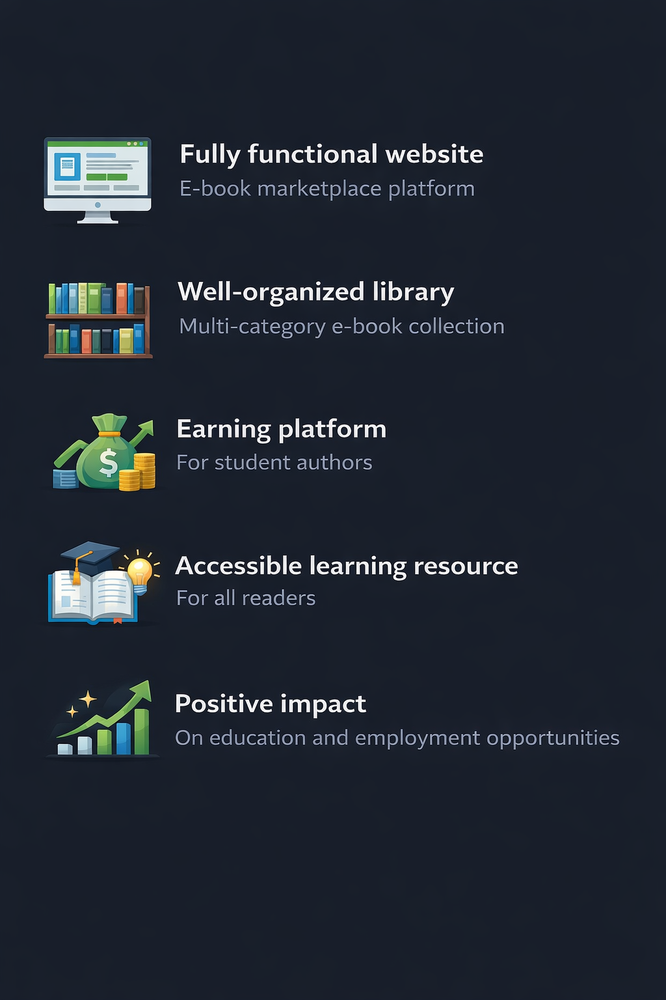 Fully functional website
E-book marketplace platform
Well-organized library
Multi-category e-book collection
Earning platform
For student authors
Accessible learning resource
For all readers
Positive impact
On education and employment opportunities
$